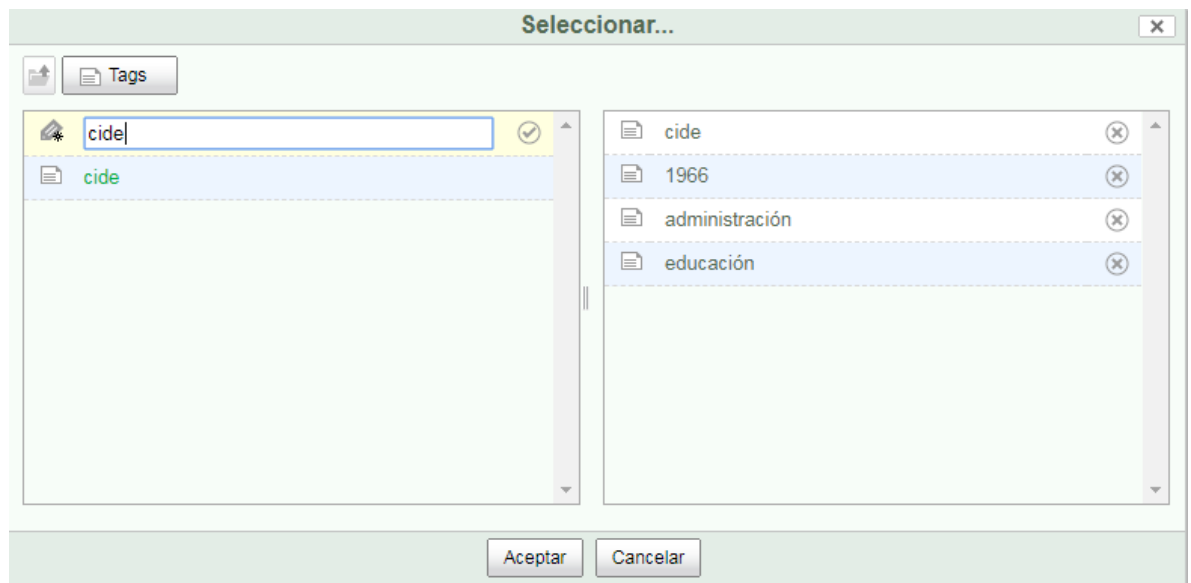 Seleccionar...
Tags
cide
cide
cide
1966
administración
educación
Aceptar
Cancelar